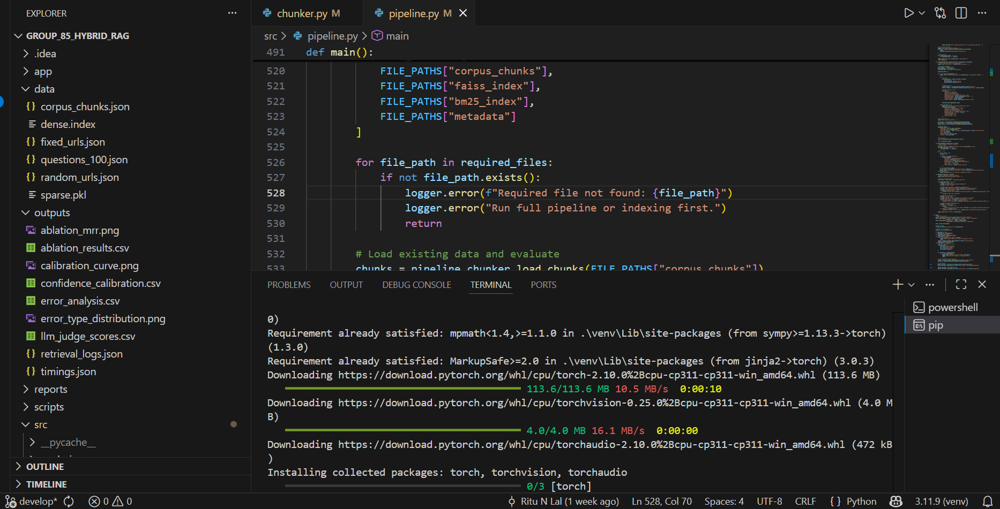 EXPLORER
GROUP_85_HYBRID_RAG
.idea
app
data
corpus_chunks.json
dense.index
fixed_urls.json
questions_100.json
random_urls.json
sparse.pkl
outputs
ablation_mrr.png
ablation_results.csv
calibration_curve.png
confidence_calibration.csv
error_analysis.csv
error_type_distribution.png
llm_judge_scores.csv
retrieval_logs.json
timings.json
reports
scripts
src
__pycache__
OUTLINE
TIMELINE
chunker.py M
pipeline.py M
src > pipeline.py > main
491 def main():
520 FILE_PATHS["corpus_chunks"],
521 FILE_PATHS["faiss_index"],
522 FILE_PATHS["bm25_index"],
523 FILE_PATHS["metadata"]
524 ]
525
526 for file_path in required_files:
527 if not file_path.exists():
528 logger.error(f"Required file not found: {file_path}")
529 logger.error("Run full pipeline or indexing first.")
530 return
531
532 # Load existing data and evaluate
533 chunks = pipeline.chunker.load_chunks(FILE_PATHS["corpus_chunks"])
PROBLEMS OUTPUT DEBUG CONSOLE TERMINAL PORTS
0)
Requirement already satisfied: mpmath<1.4,>=1.1.0 in .\venv\Lib\site-packages (from sympy>=1.13.3->torch)
(1.3.0)
Requirement already satisfied: MarkupSafe>=2.0 in .\venv\Lib\site-packages (from jinja2->torch) (3.0.3)
Downloading https://download.pytorch.org/whl/cpu/torch-2.10.0%2Bcpu-cp311-cp311-win_amd64.whl (113.6 MB)
113.6/113.6 MB 10.5 MB/s 0:00:10
Downloading https://download.pytorch.org/whl/cpu/torchvision-0.25.0%2Bcpu-cp311-cp311-win_amd64.whl (4.0 M
B)
4.0/4.0 MB 16.1 MB/s 0:00:00
Downloading https://download.pytorch.org/whl/cpu/torchaudio-2.10.0%2Bcpu-cp311-cp311-win_amd64.whl (472 kB
)
Installing collected packages: torch, torchvision, torchaudio
0/3 [torch]
powershell
pip
develop* 0 0 Ritu N Lal (1 week ago) Ln 528, Col 70 Spaces: 4 UTF-8 CRLF { } Python 3.11.9 (venv)